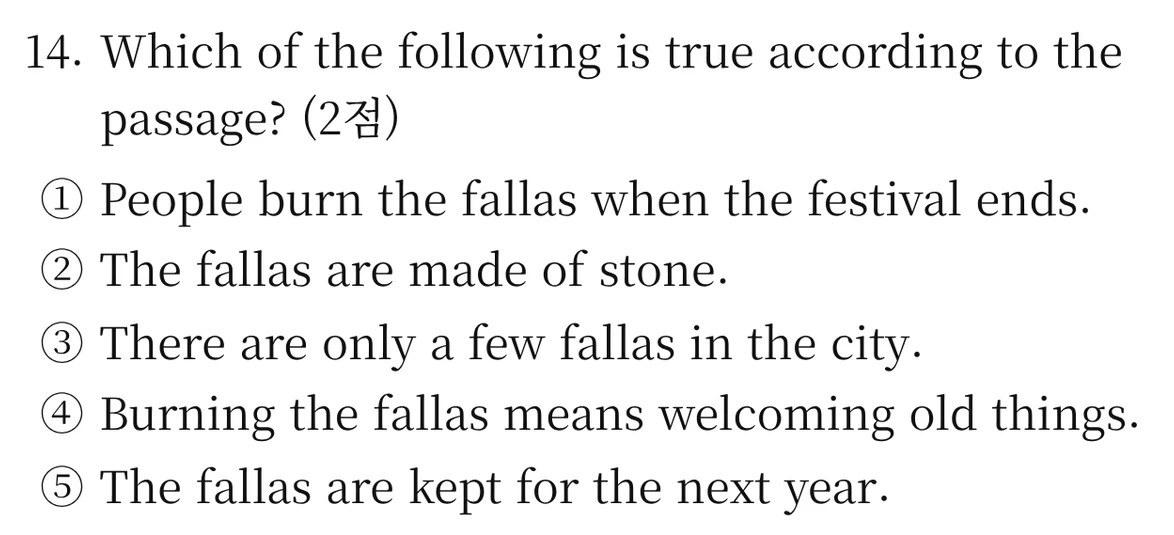 14. Which of the following is true according to the
passage? (2점)
① People burn the fallas when the festival ends.
② The fallas are made of stone.
③ There are only a few fallas in the city.
④ Burning the fallas means welcoming old things.
⑤ The fallas are kept for the next year.